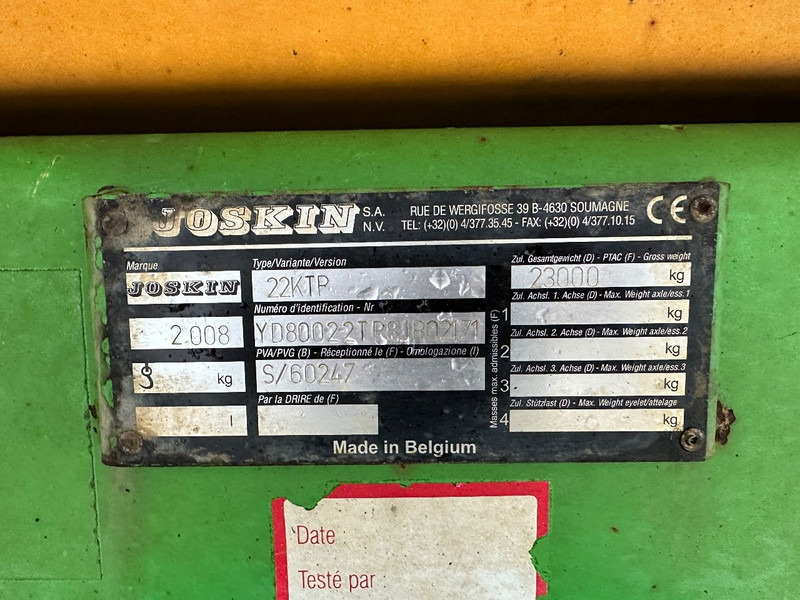 JOSKIN S.A. N.V.
RUE DE WERGIFOSSE 39 B-4630 SOUMAGNE
TEL: (+32)(0) 4/377.35.45 - FAX: (+32)(0) 4/377.10.15
CE
Marque
JOSKIN
Type/Variante/Version
22KTP
Zul. Gesamtgewicht (D) - PTAC (F) - Gross weight
23000 kg
2.008
Numéro d'identification - Nr
Zul. Achsl. 1. Achse (D) - Max. Weight axle/ess.1
1 kg
kg
PVA/PVG (B) - Réceptionné le (F) - Omologazione (I)
S/60247
Zul. Achsl. 2. Achse (D) - Max. Weight axle/ess.2
2 kg
Masses max. admissibles (F)
Zul. Achsl. 3. Achse (D) - Max. Weight axle/ess.3
3 kg
l
Par la DRIRE de (F)
Zul. Stützlast (D) - Max. Weight eyelet/attelage
4 kg
Made in Belgium
Date :
Testé par :